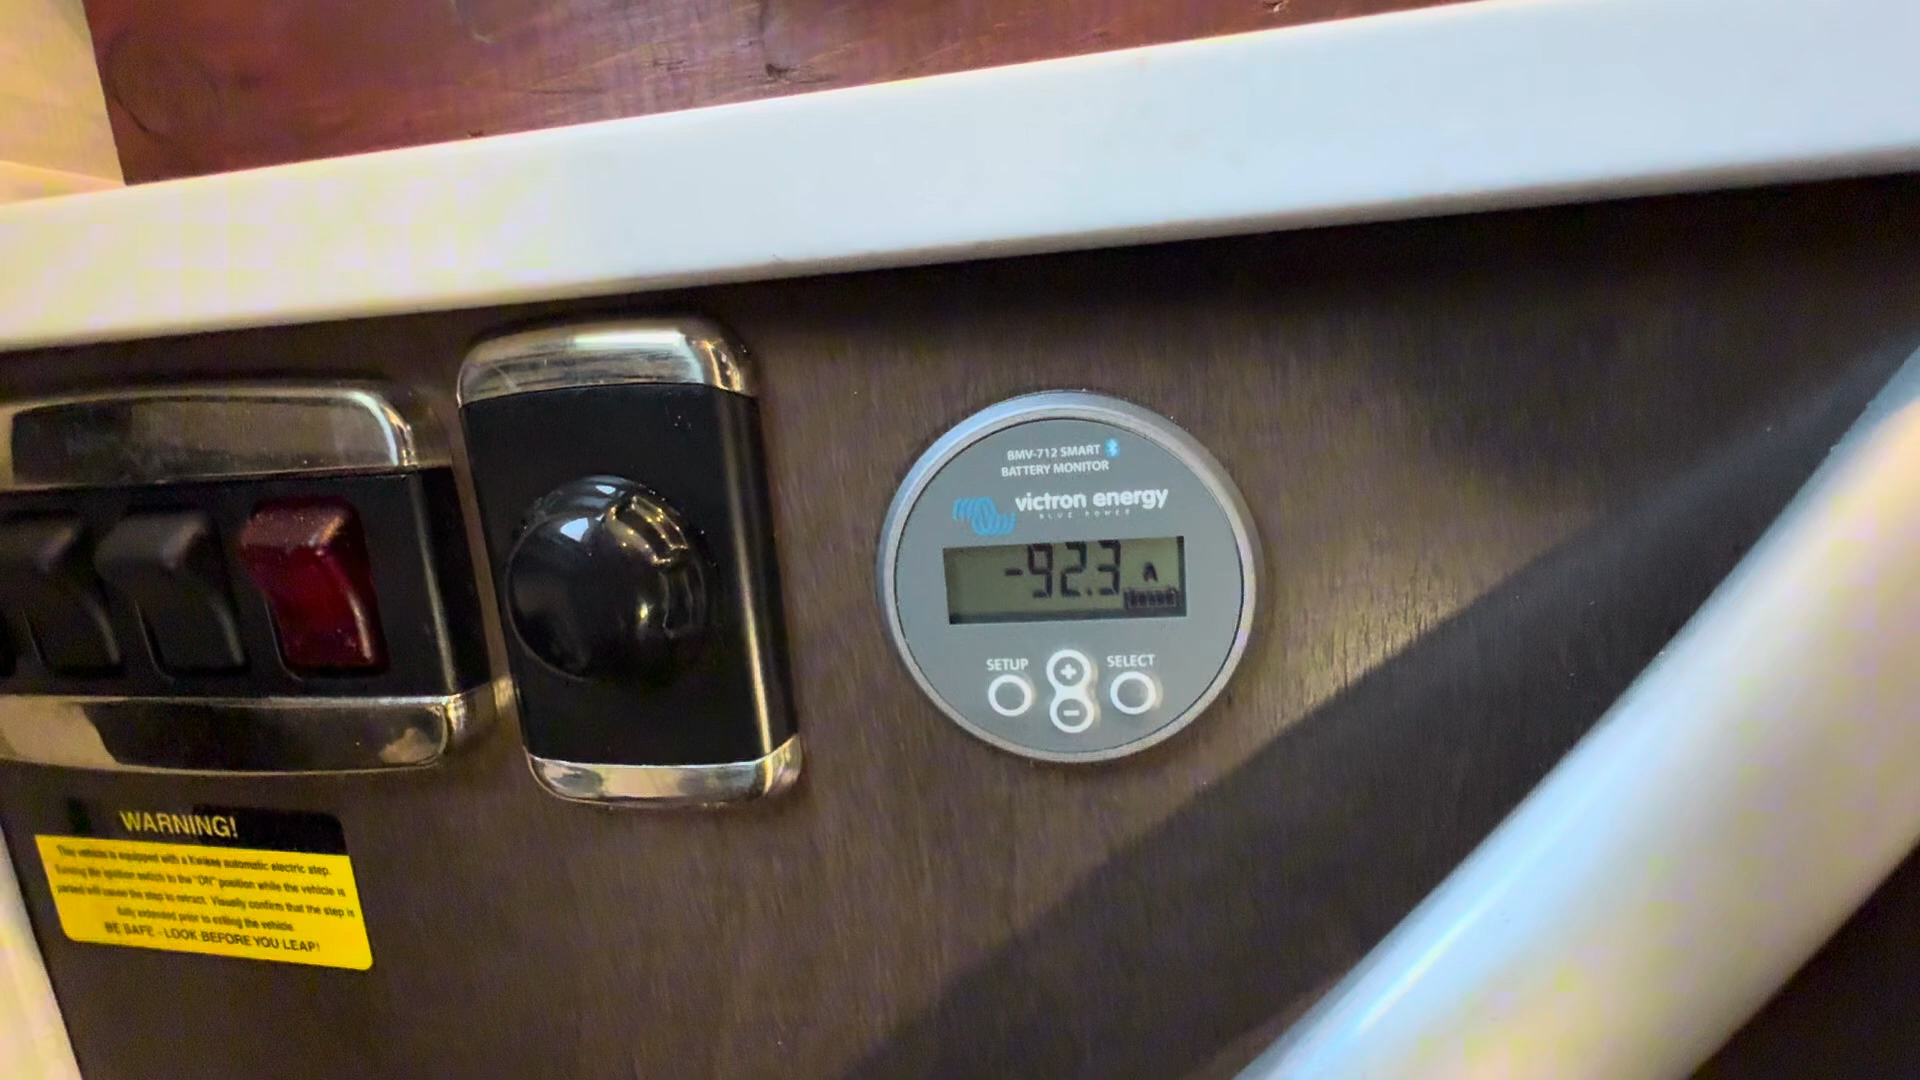 BMV-712 SMART
BATTERY MONITOR
victron energy
BLUE POWER
-92.3 A
SETUP
+
SELECT
-
WARNING!
This vehicle is equipped with a Kwikee automatic electric step.
Turning the ignition switch to the "ON" position while the vehicle is
parked will cause the step to retract. Visually confirm that the step is
fully extended prior to exiting the vehicle.
BE SAFE - LOOK BEFORE YOU LEAP!